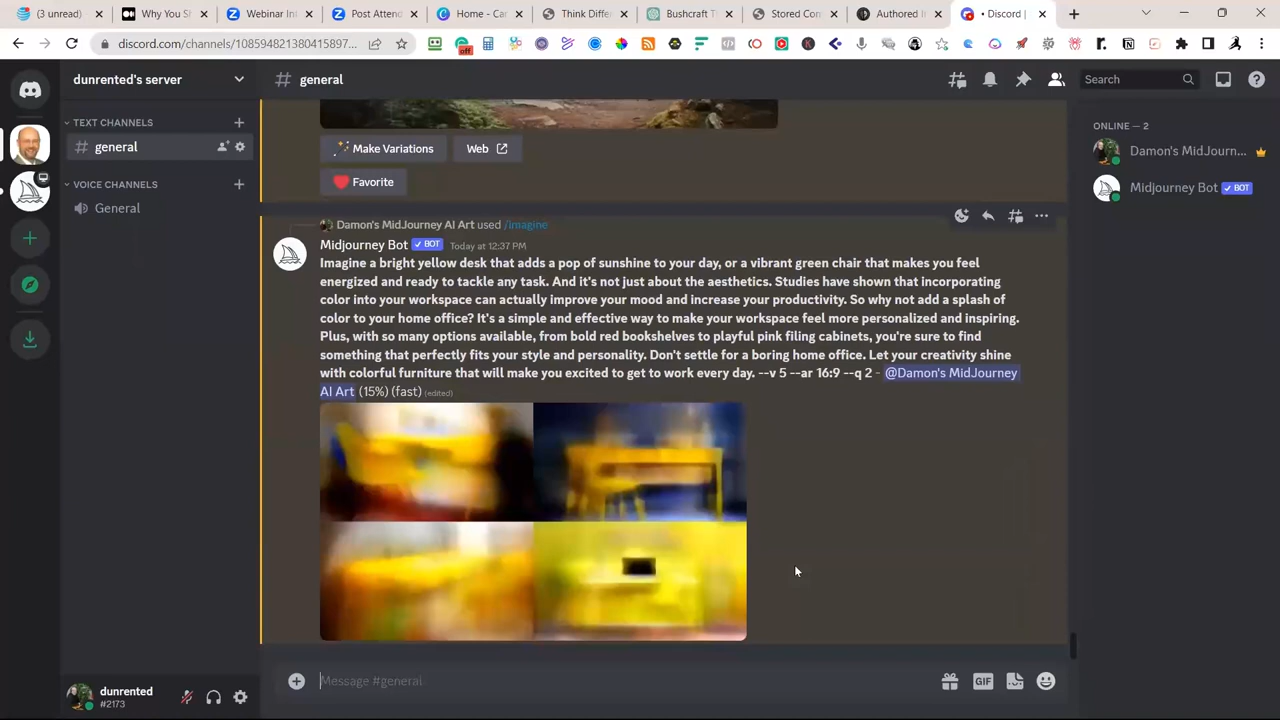 (3 unread)
Why You S
Webinar In
Post Attend
Home - Can
Think Differ
Bushcraft T
Stored Con
Authored I
• Discord |
discord.com/channels/108594821380415897...
off
dunrented's server
# general
Search
TEXT CHANNELS
# general
VOICE CHANNELS
General
Make Variations
Web
Favorite
ONLINE — 2
Damon's MidJourn...
Midjourney Bot BOT
Damon's MidJourney AI Art used /imagine
Midjourney Bot BOT Today at 12:37 PM
Imagine a bright yellow desk that adds a pop of sunshine to your day, or a vibrant green chair that makes you feel
energized and ready to tackle any task. And it's not just about the aesthetics. Studies have shown that incorporating
color into your workspace can actually improve your mood and increase your productivity. So why not add a splash of
color to your home office? It's a simple and effective way to make your workspace feel more personalized and inspiring.
Plus, with so many options available, from bold red bookshelves to playful pink filing cabinets, you're sure to find
something that perfectly fits your style and personality. Don't settle for a boring home office. Let your creativity shine
with colorful furniture that will make you excited to get to work every day. --v 5 --ar 16:9 --q 2 - @Damon's MidJourney
AI Art (15%) (fast) (edited)
Message #general
GIF
dunrented
#2173